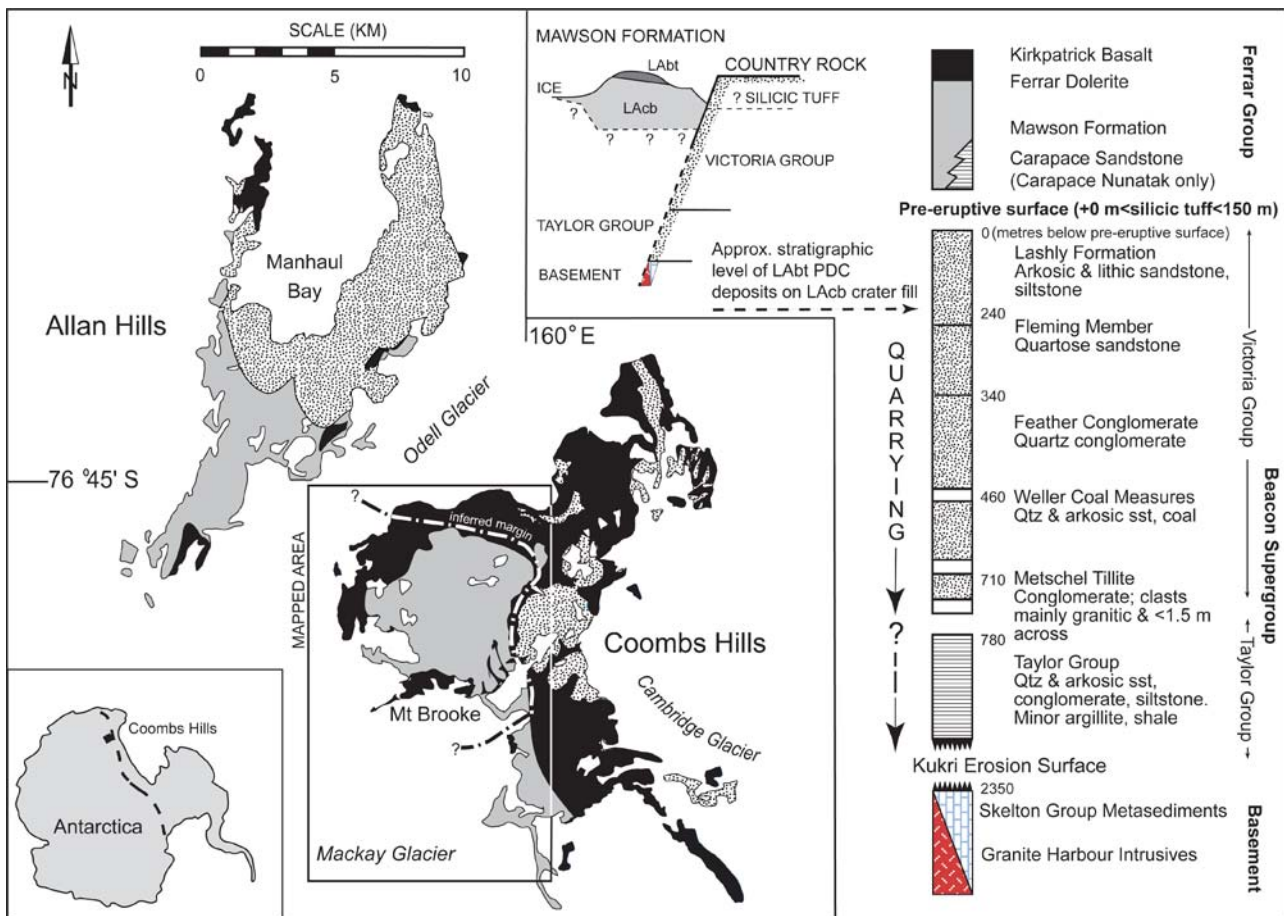 SCALE (KM)
0 5 10
N
Allan Hills
Manhaul
Bay
Odell Glacier
76 °45' S
MAWSON FORMATION
LAbt
COUNTRY ROCK
ICE
? SILICIC TUFF
LAcb
?
? ? ?
VICTORIA GROUP
TAYLOR GROUP
BASEMENT
Approx. stratigraphic
level of LAbt PDC
deposits on LAcb crater fill
160° E
MAPPED AREA
?
inferred margin
Coombs Hills
Mt Brooke
?
Cambridge Glacier
Mackay Glacier
Coombs Hills
Antarctica
Kirkpatrick Basalt
Ferrar Dolerite
Mawson Formation
Carapace Sandstone
(Carapace Nunatak only)
Ferrar Group
Pre-eruptive surface (+0 m<silicic tuff<150 m)
0 (metres below pre-eruptive surface)
Lashly Formation
Arkosic & lithic sandstone,
siltstone
240
Fleming Member
Quartose sandstone
340
Feather Conglomerate
Quartz conglomerate
460
Weller Coal Measures
Qtz & arkosic sst, coal
710
Metschel Tillite
Conglomerate; clasts
mainly granitic & <1.5 m
across
780
Taylor Group
Qtz & arkosic sst,
conglomerate, siltstone.
Minor argillite, shale
Kukri Erosion Surface
2350
Skelton Group Metasediments
Granite Harbour Intrusives
QUARRYING
?
Victoria Group
Taylor Group
Beacon Supergroup
Basement